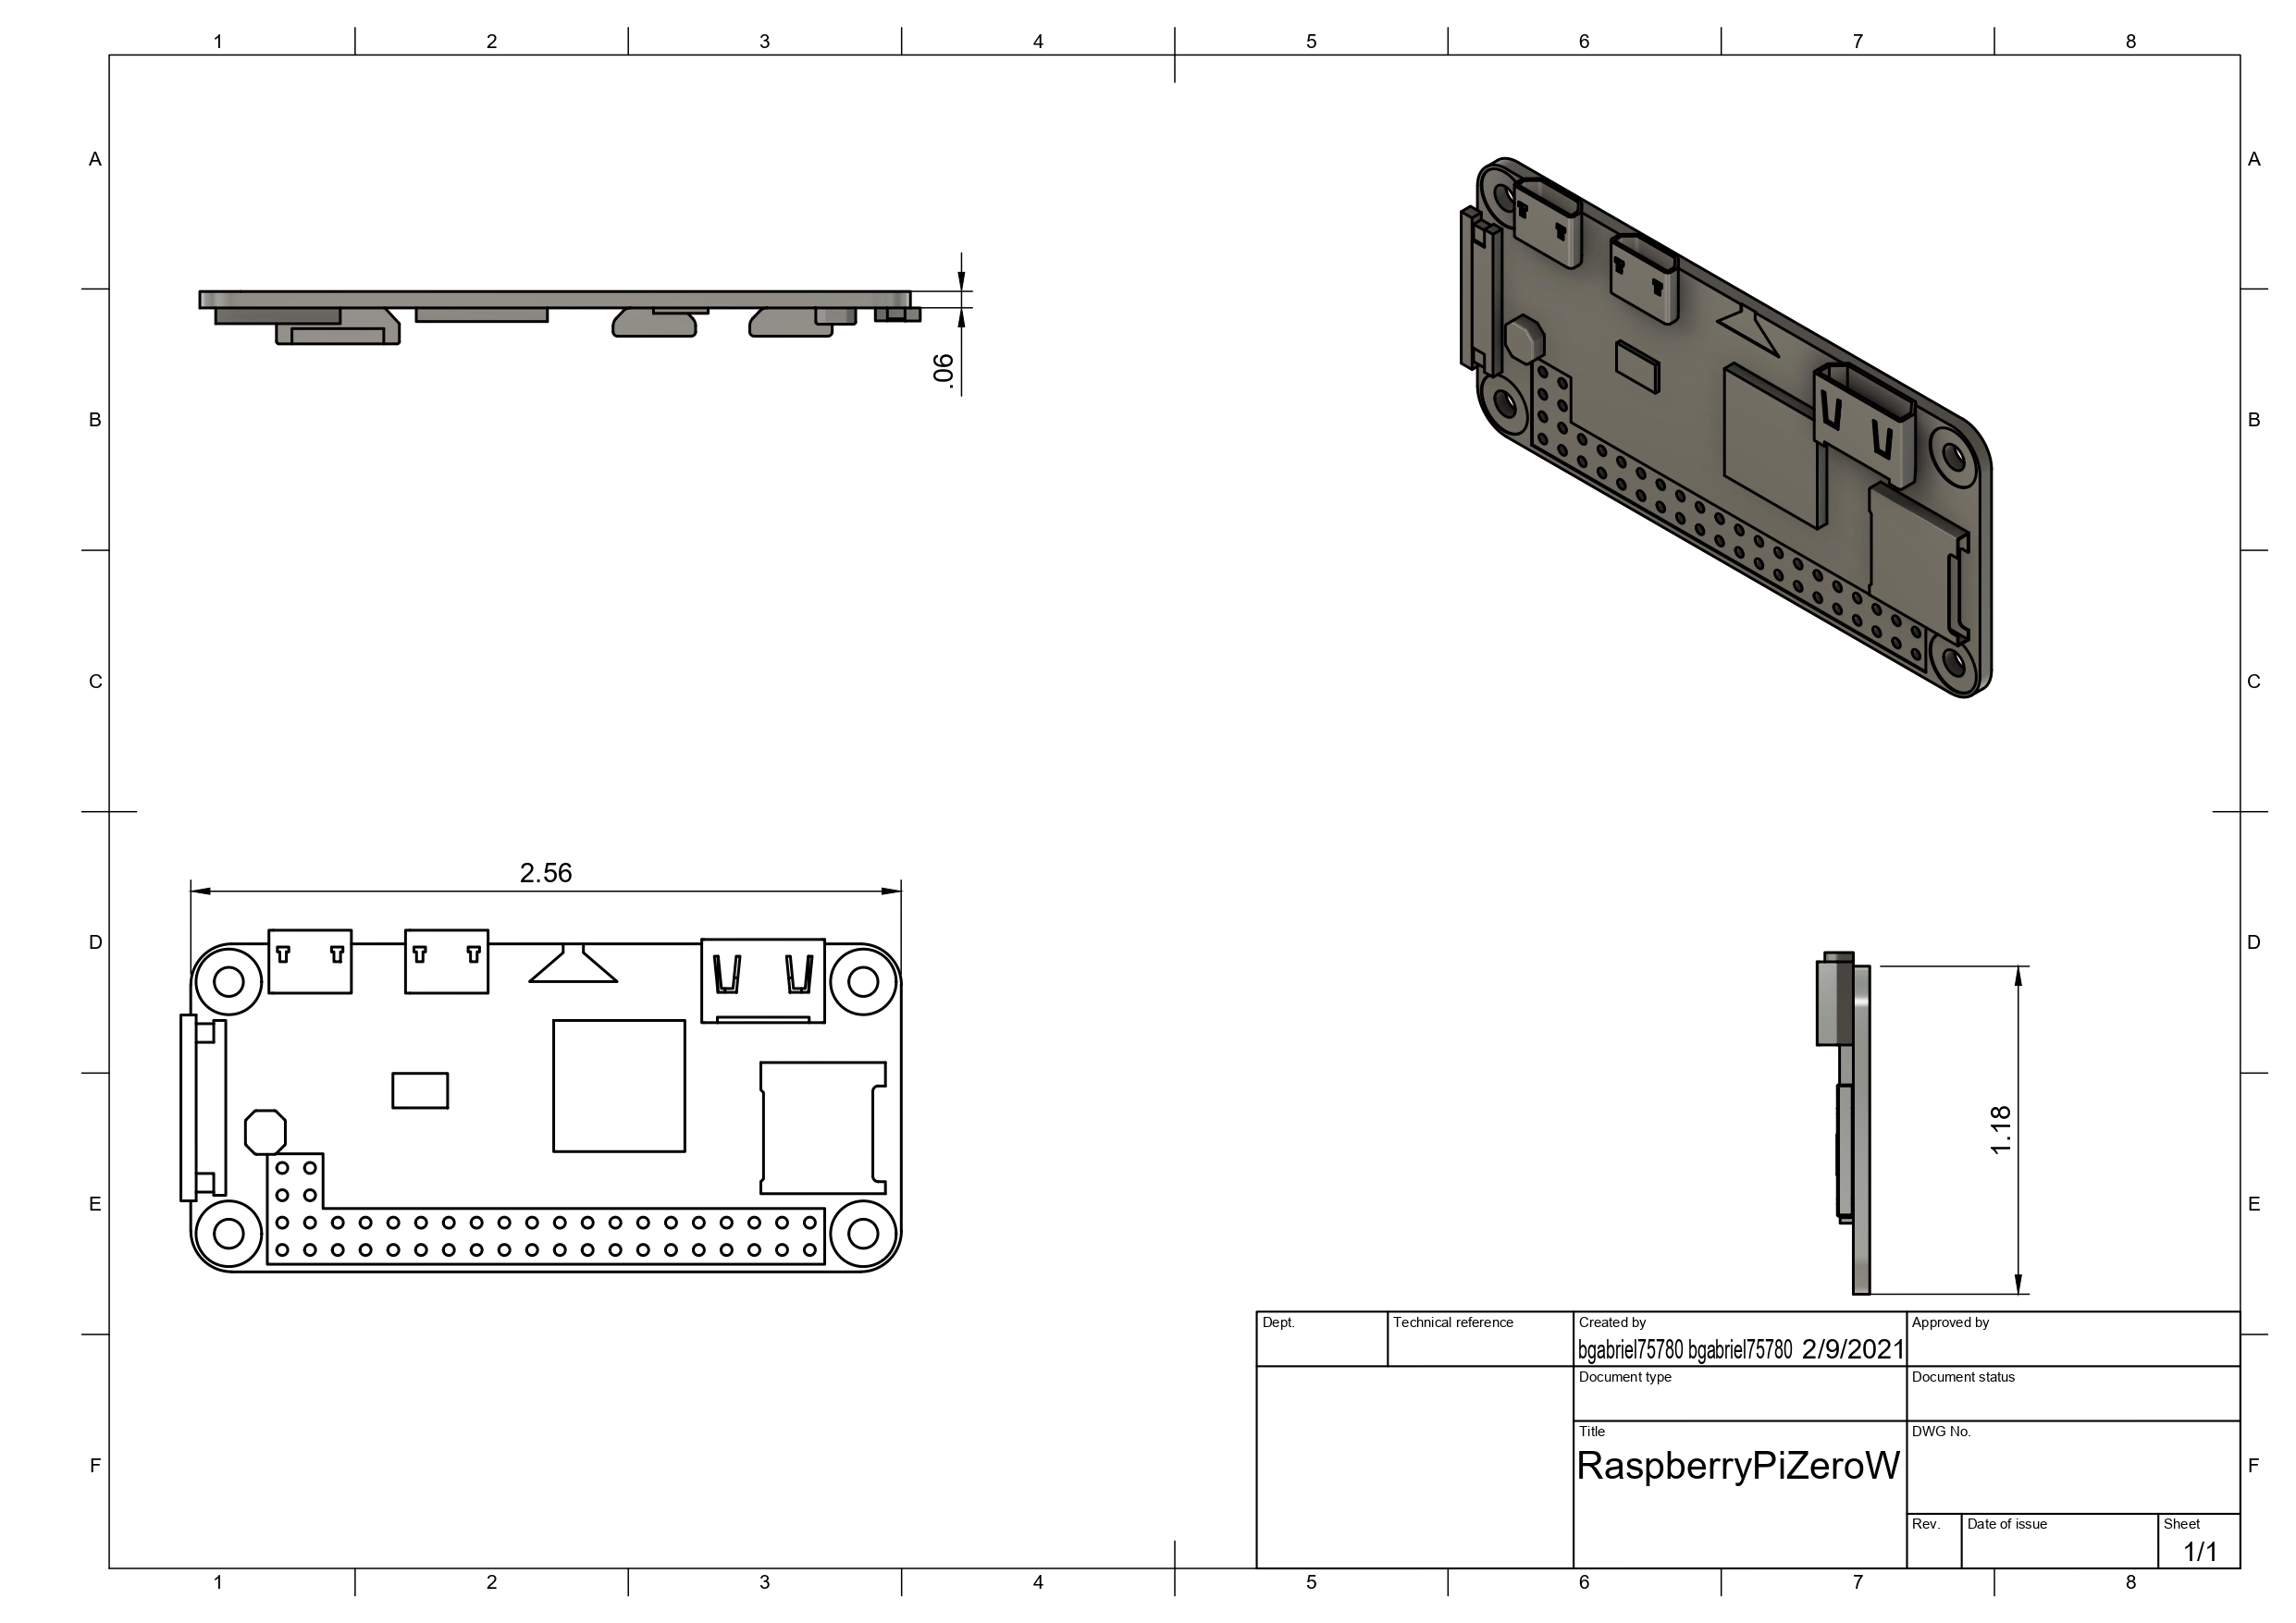 1 2 3 4 5 6 7 8
A A
B B
.06
C C
2.56
D D
1.18
E E
Dept. Technical reference Created by Approved by
bgabriel75780 bgabriel75780 2/9/2021
Document type Document status
Title DWG No.
RaspberryPiZeroW
F F
Rev. Date of issue Sheet
1/1
1 2 3 4 5 6 7 8